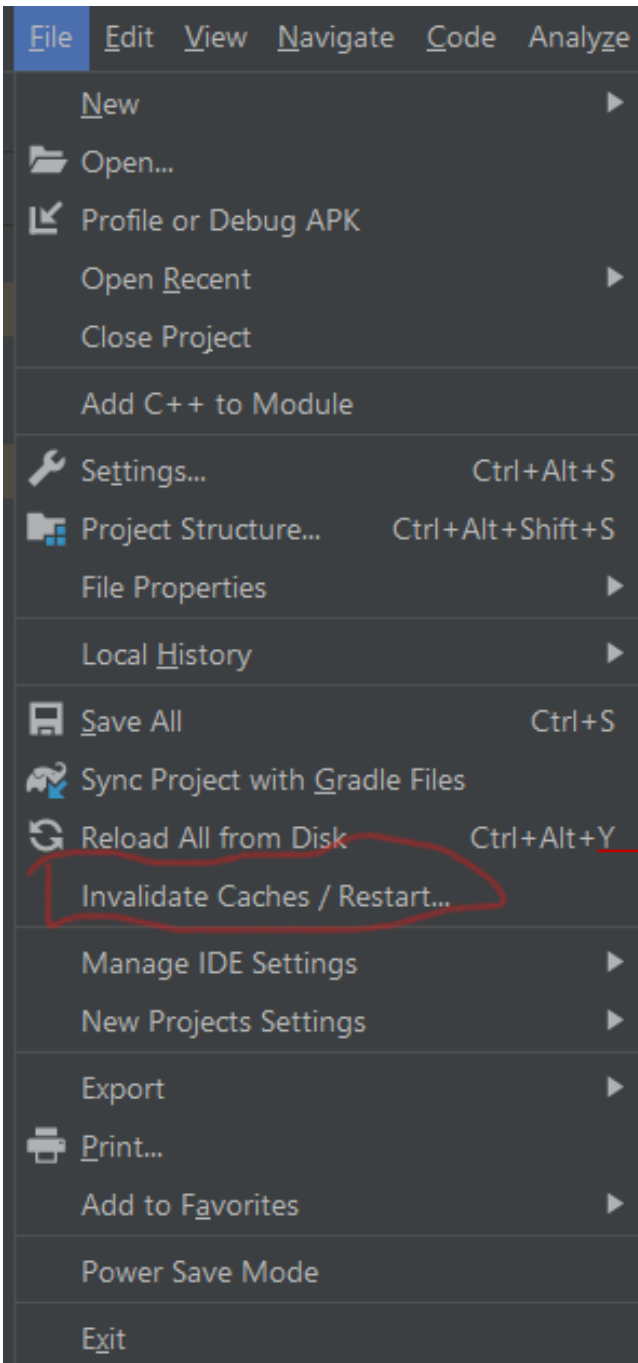 File Edit View Navigate Code Analyze
New
Open...
Profile or Debug APK
Open Recent
Close Project
Add C++ to Module
Settings... Ctrl+Alt+S
Project Structure... Ctrl+Alt+Shift+S
File Properties
Local History
Save All Ctrl+S
Sync Project with Gradle Files
Reload All from Disk Ctrl+Alt+Y
Invalidate Caches / Restart...
Manage IDE Settings
New Projects Settings
Export
Print...
Add to Favorites
Power Save Mode
Exit